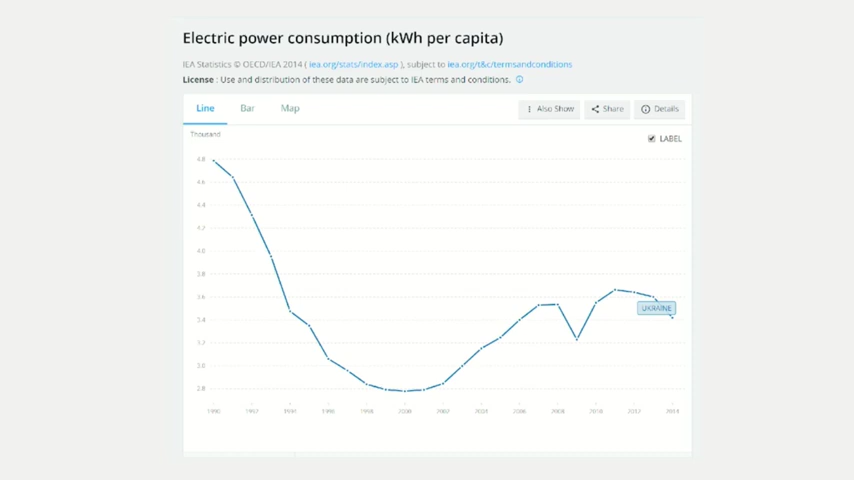 Electric power consumption (kWh per capita)
IEA Statistics © OECD/IEA 2014 ( iea.org/stats/index.asp ), subject to iea.org/t&c/termsandconditions
License : Use and distribution of these data are subject to IEA terms and conditions.
Line Bar Map Also Show Share Details
Thousand
LABEL
4.8
4.6
4.4
4.2
4.0
3.8
3.6
UKRAINE
3.4
3.2
3.0
2.8
1990 1992 1994 1996 1998 2000 2002 2004 2006 2008 2010 2012 2014